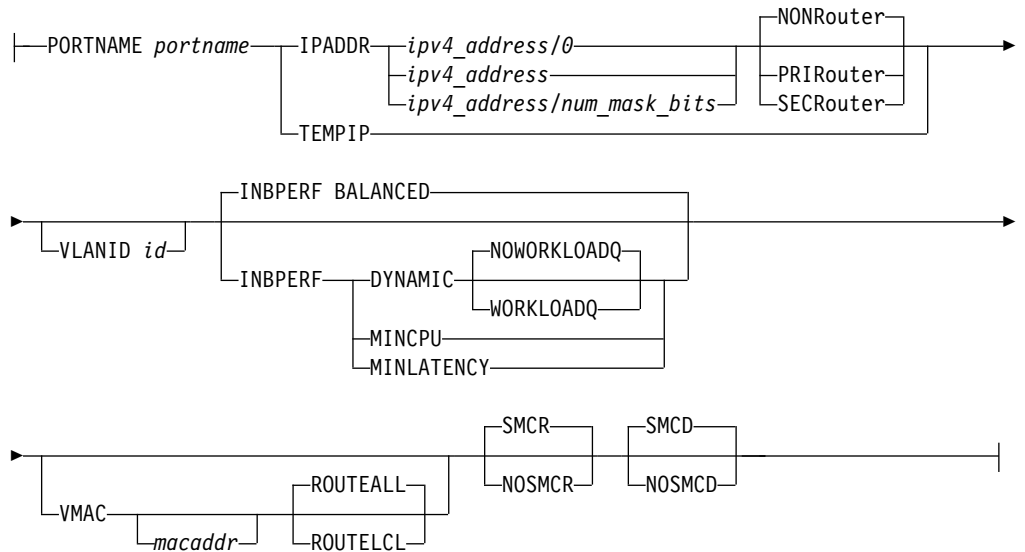 NONRouter
PORTNAME portname IPADDR ipv4_address/0
ipv4_address PRIRouter
ipv4_address/num_mask_bits SECRouter
TEMPIP
INBPERF BALANCED
VLANID id NOWORKLOADQ
INBPERF DYNAMIC
WORKLOADQ
MINCPU
MINLATENCY
SMCR SMCD
ROUTEALL NOSMCR NOSMCD
VMAC
macaddr ROUTELCL